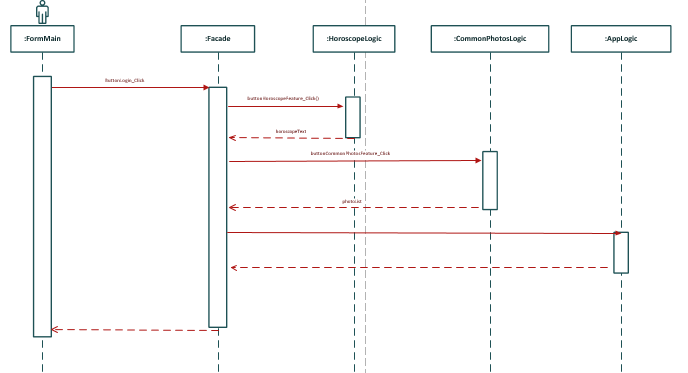 :FormMain
:Facade
:HoroscopeLogic
:CommonPhotosLogic
:AppLogic
buttonLogic_Click
buttonHoroscopeFeature_Click()
horoscopeText
buttonCommonPhotosFeature_Click
photoList